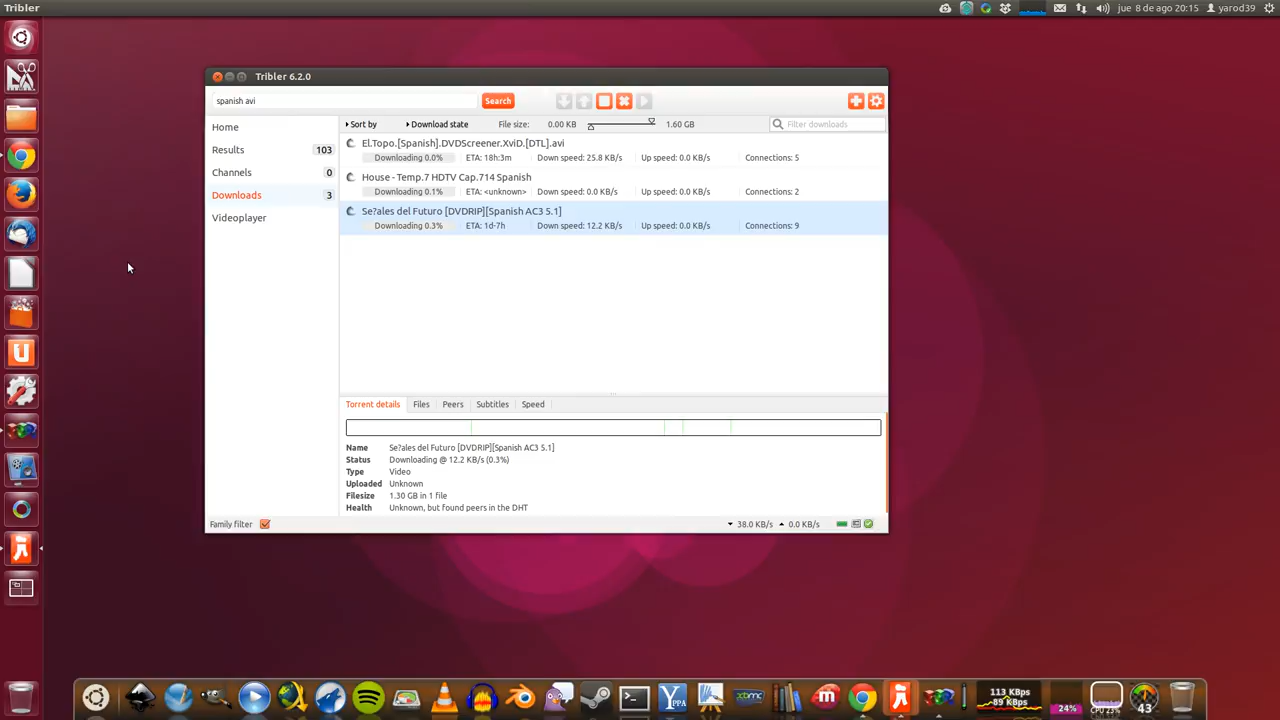 Tribler
jue 8 de ago 20:15 yarod39
Tribler 6.2.0
spanish avi Search
Sort by Download state File size: 0.00 KB 1.60 GB Filter downloads
Home
Results 103
Channels 0
Downloads 3
Videoplayer
El.Topo.[Spanish].DVDScreener.XviD.[DTL].avi
Downloading 0.0% ETA: 18h:3m Down speed: 25.8 KB/s Up speed: 0.0 KB/s Connections: 5
House - Temp.7 HDTV Cap.714 Spanish
Downloading 0.1% ETA: <unknown> Down speed: 0.0 KB/s Up speed: 0.0 KB/s Connections: 2
Se?ales del Futuro [DVDRIP][Spanish AC3 5.1]
Downloading 0.3% ETA: 1d-7h Down speed: 12.2 KB/s Up speed: 0.0 KB/s Connections: 9
Torrent details Files Peers Subtitles Speed
Name Se?ales del Futuro [DVDRIP][Spanish AC3 5.1]
Status Downloading @ 12.2 KB/s (0.3%)
Type Video
Uploaded Unknown
Filesize 1.30 GB in 1 file
Health Unknown, but found peers in the DHT
Family filter 38.0 KB/s 0.0 KB/s
YPPA xbmc 113 KBps
89 KBps
24% CPU 23% 43